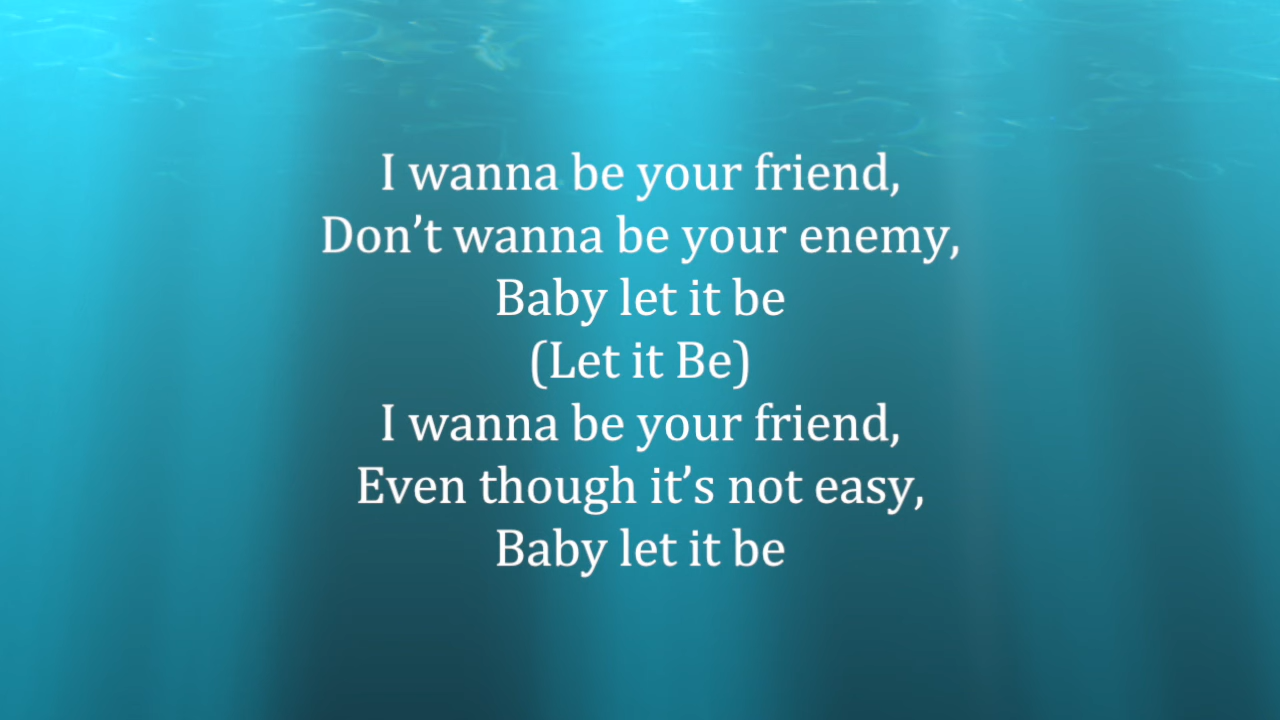 I wanna be your friend,
Don’t wanna be your enemy,
Baby let it be
(Let it Be)
I wanna be your friend,
Even though it’s not easy,
Baby let it be